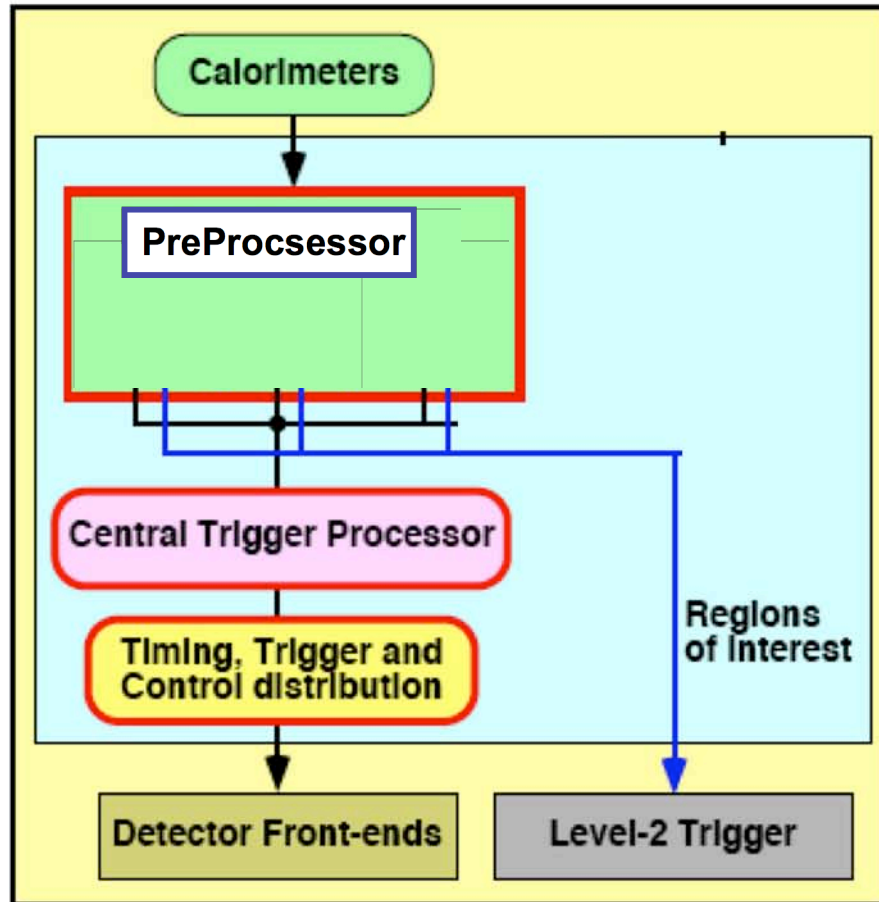 Calorimeters
PreProcsessor
Central Trigger Processor
Timing, Trigger and
Control distribution
Regions
of Interest
Detector Front-ends
Level-2 Trigger